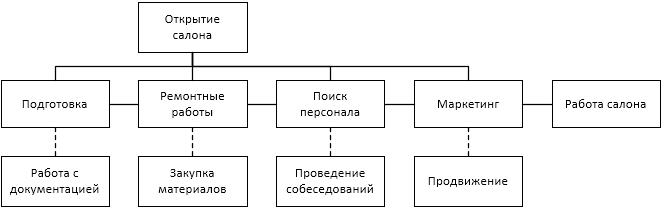 Открытие
салона
Подготовка
Ремонтные
работы
Поиск
персонала
Маркетинг
Работа салона
Работа с
документацией
Закупка
материалов
Проведение
собеседований
Продвижение